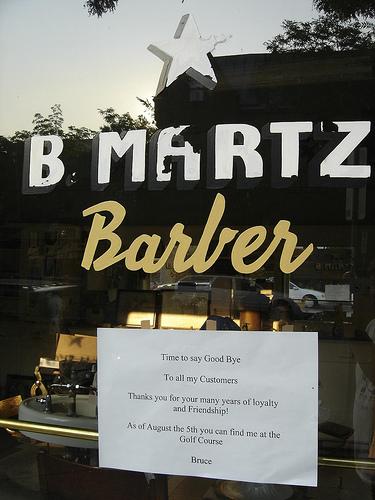 B. MARTZ
Barber
Time to say Good Bye
To all my Customers
Thanks you for your many years of loyalty
and Friendship!
As of August the 5th you can find me at the
Golf Course
Bruce